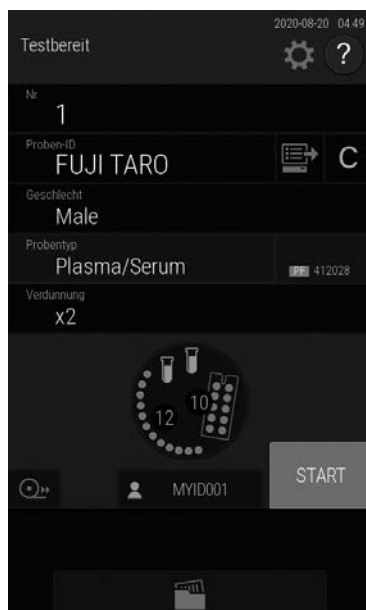 2020-08-20 04:49
Testbereit
?
Nr
1
Proben-ID
FUJI TARO
C
Geschlecht
Male
Probentyp
Plasma/Serum
PF 412028
Verdünnung
x2
12
10
START
MYID001